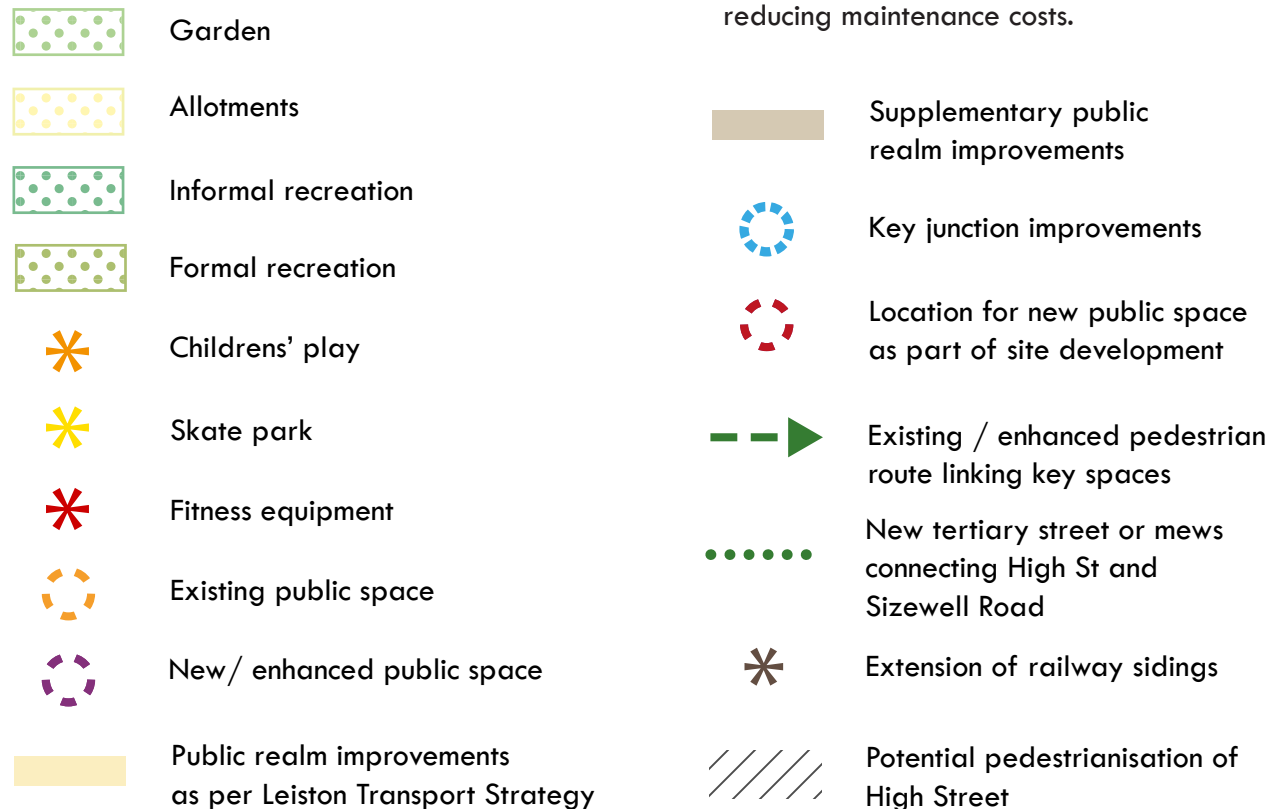 Garden
Allotments
Informal recreation
Formal recreation
Childrens’ play
Skate park
Fitness equipment
Existing public space
New/ enhanced public space
Public realm improvements
as per Leiston Transport Strategy
reducing maintenance costs.
Supplementary public
realm improvements
Key junction improvements
Location for new public space
as part of site development
Existing / enhanced pedestrian
route linking key spaces
New tertiary street or mews
connecting High St and
Sizewell Road
Extension of railway sidings
Potential pedestrianisation of
High Street